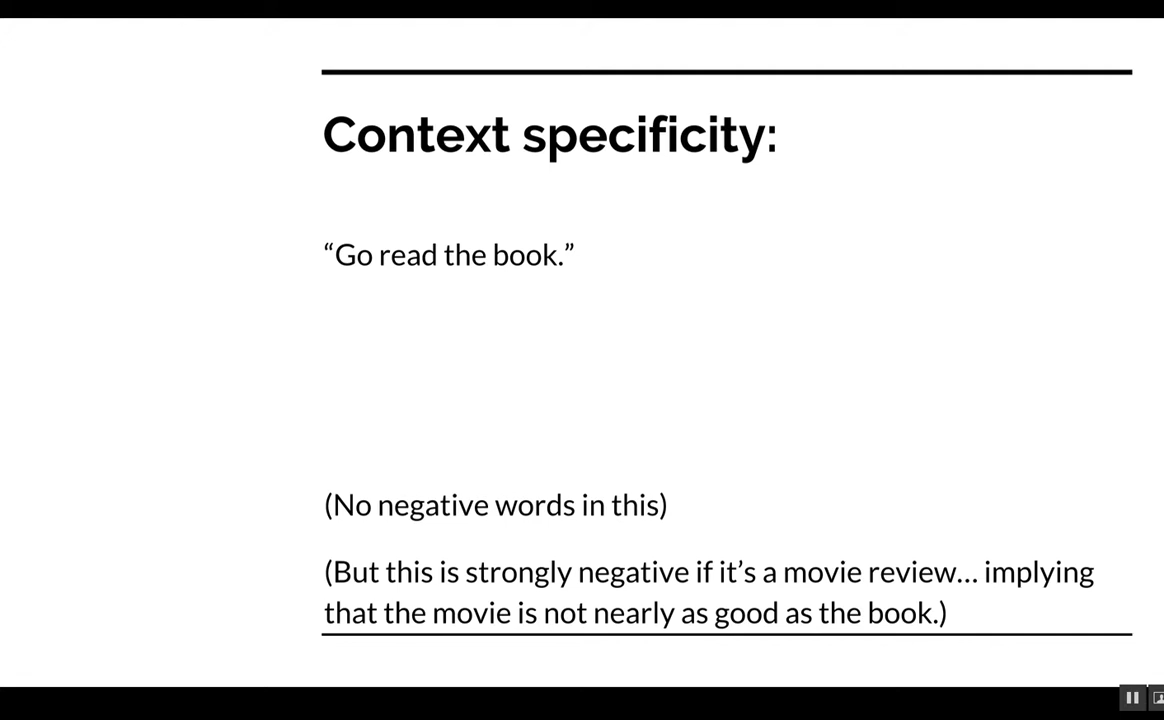 Context specificity:
“Go read the book.”
(No negative words in this)
(But this is strongly negative if it’s a movie review... implying
that the movie is not nearly as good as the book.)